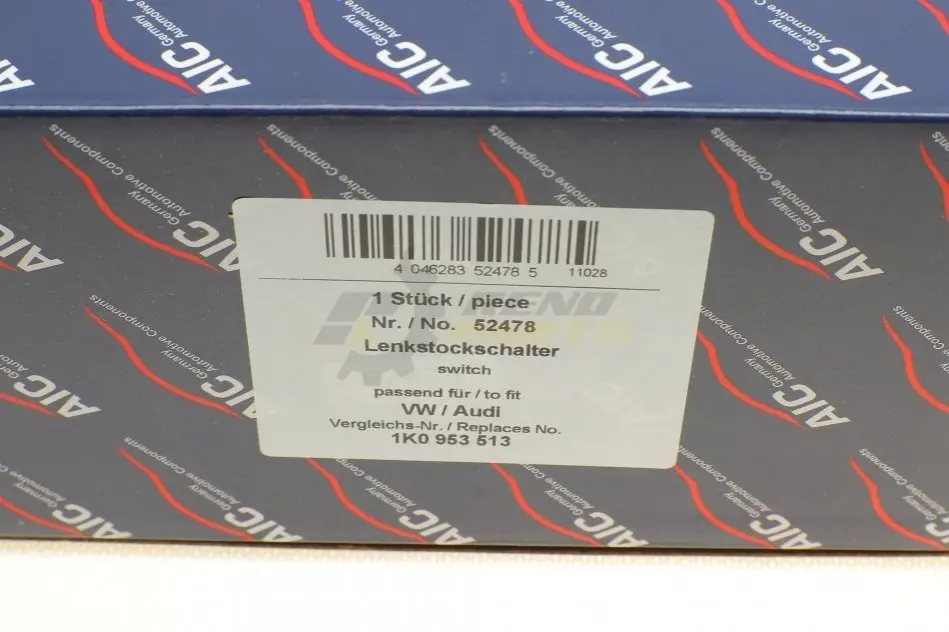 AIC Germany Automotive Components
4 046283 52478 5 11028
1 Stück / piece
Nr. / No. 52478
Lenkstockschalter
switch
passend für / to fit
VW / Audi
Vergleichs-Nr. / Replaces No.
1K0 953 513